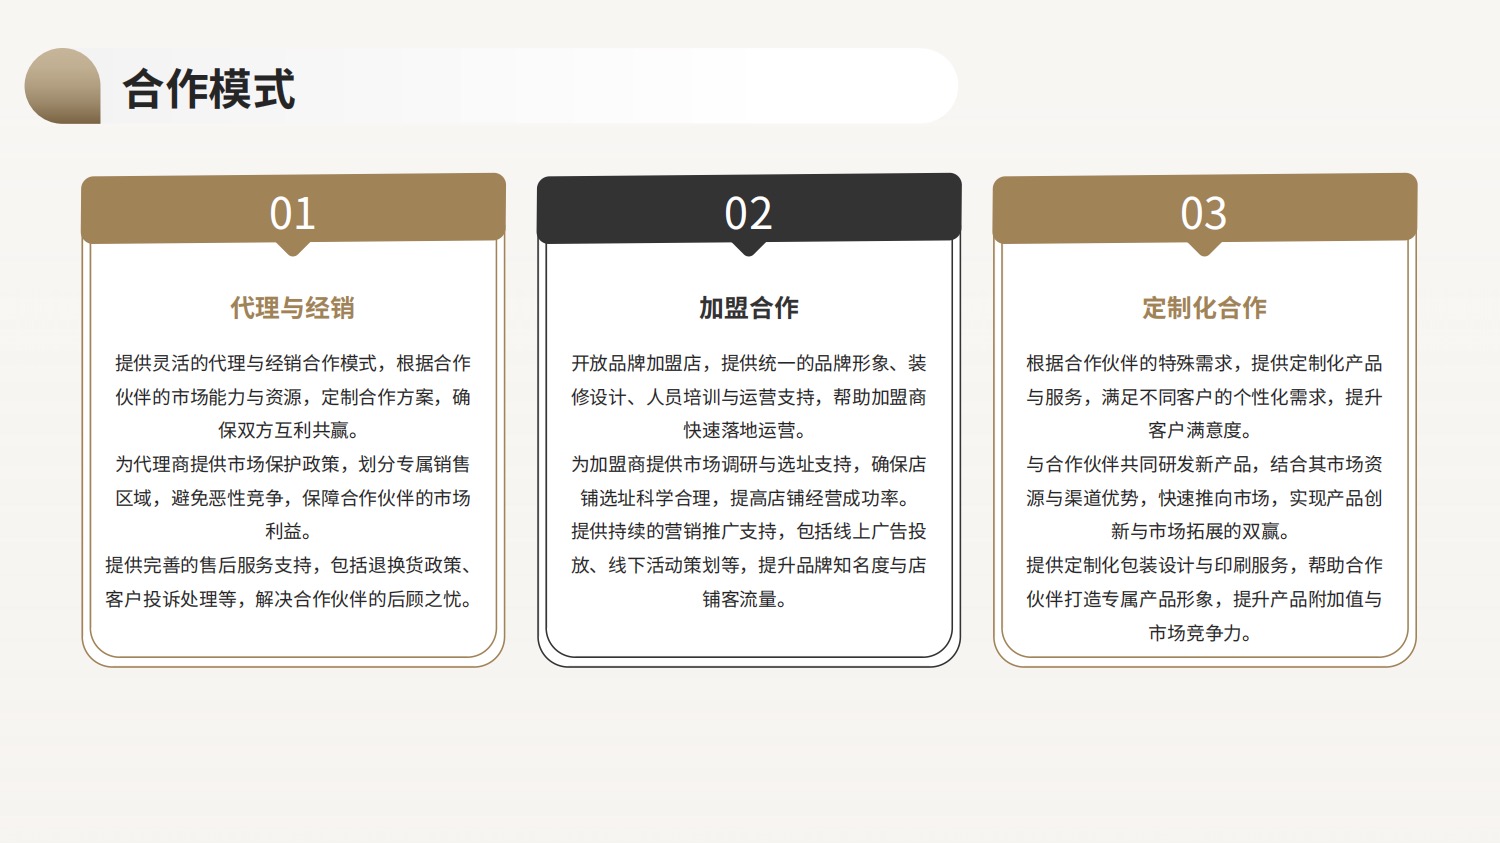 合作模式
01
代理与经销
提供灵活的代理与经销合作模式，根据合作
伙伴的市场能力与资源，定制合作方案，确
保双方互利共赢。
为代理商提供市场保护政策，划分专属销售
区域，避免恶性竞争，保障合作伙伴的市场
利益。
提供完善的售后服务支持，包括退换货政策、
客户投诉处理等，解决合作伙伴的后顾之忧。
02
加盟合作
开放品牌加盟店，提供统一的品牌形象、装
修设计、人员培训与运营支持，帮助加盟商
快速落地运营。
为加盟商提供市场调研与选址支持，确保店
铺选址科学合理，提高店铺经营成功率。
提供持续的营销推广支持，包括线上广告投
放、线下活动策划等，提升品牌知名度与店
铺客流量。
03
定制化合作
根据合作伙伴的特殊需求，提供定制化产品
与服务，满足不同客户的个性化需求，提升
客户满意度。
与合作伙伴共同研发新产品，结合其市场资
源与渠道优势，快速推向市场，实现产品创
新与市场拓展的双赢。
提供定制化包装设计与印刷服务，帮助合作
伙伴打造专属产品形象，提升产品附加值与
市场竞争力。